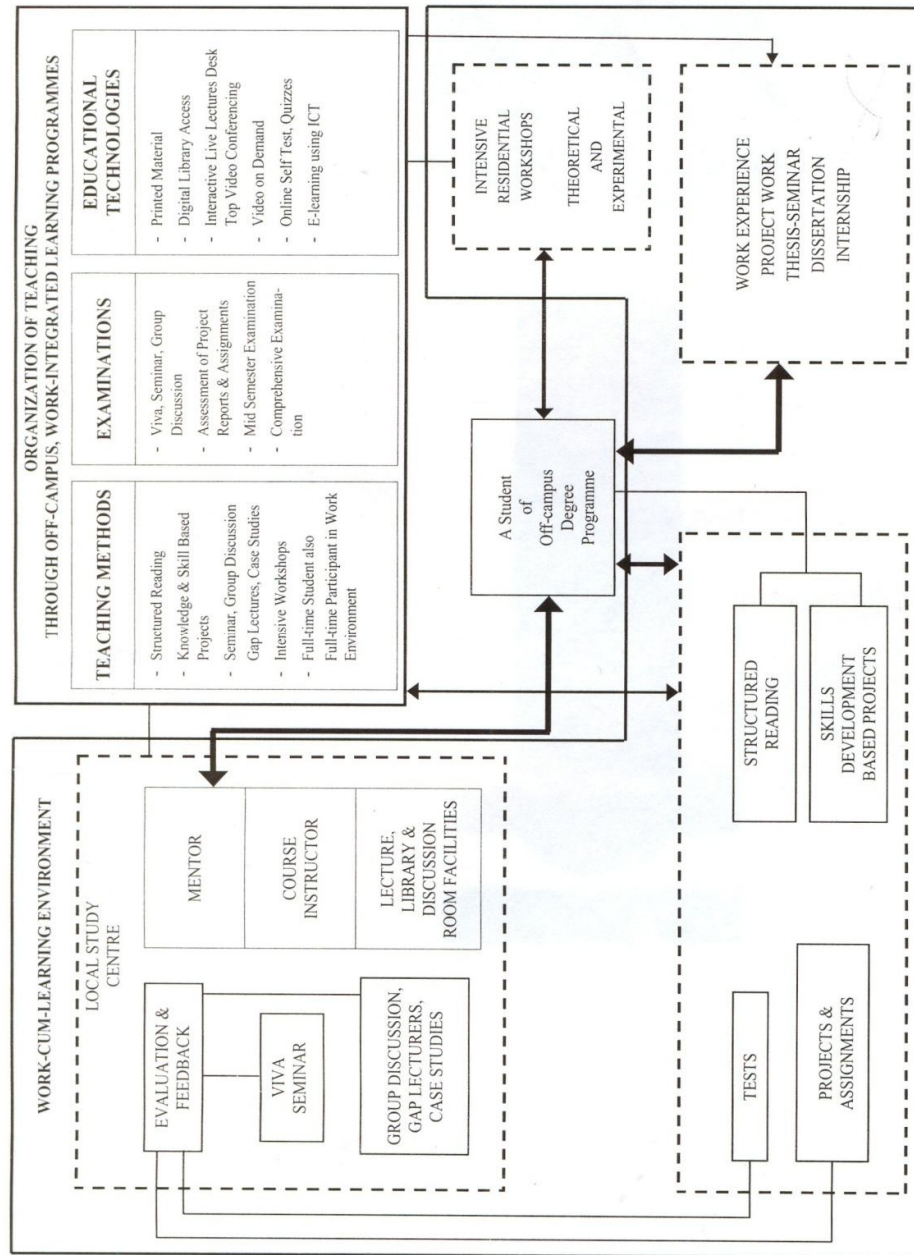 ORGANIZATION OF TEACHING
THROUGH OFF-CAMPUS, WORK-INTEGRATED LEARNING PROGRAMMES
TEACHING METHODS
- Structured Reading
- Knowledge & Skill Based
Projects
- Seminar, Group Discussion
Gap Lectures, Case Studies
- Intensive Workshops
- Full-time Student also
Full-time Participant in Work
Environment
EXAMINATIONS
- Viva, Seminar, Group
Discussion
- Assessment of Project
Reports & Assignments
- Mid Semester Examination
- Comprehensive Examina-
tion
EDUCATIONAL
TECHNOLOGIES
- Printed Material
- Digital Library Access
- Interactive Live Lectures Desk
Top Video Conferencing
- Video on Demand
- Online Self Test, Quizzes
- E-learning using ICT
WORK-CUM-LEARNING ENVIRONMENT
LOCAL STUDY
CENTRE
EVALUATION &
FEEDBACK
VIVA
SEMINAR
GROUP DISCUSSION,
GAP LECTURERS,
CASE STUDIES
MENTOR
COURSE
INSTRUCTOR
LECTURE,
LIBRARY &
DISCUSSION
ROOM FACILITIES
A Student
of
Off-campus
Degree
Programme
INTENSIVE
RESIDENTIAL
WORKSHOPS
THEORETICAL
AND
EXPERIMENTAL
TESTS
PROJECTS &
ASSIGNMENTS
STRUCTURED
READING
SKILLS
DEVELOPMENT
BASED PROJECTS
WORK EXPERIENCE
PROJECT WORK
THESIS-SEMINAR
DISSERTATION
INTERNSHIP